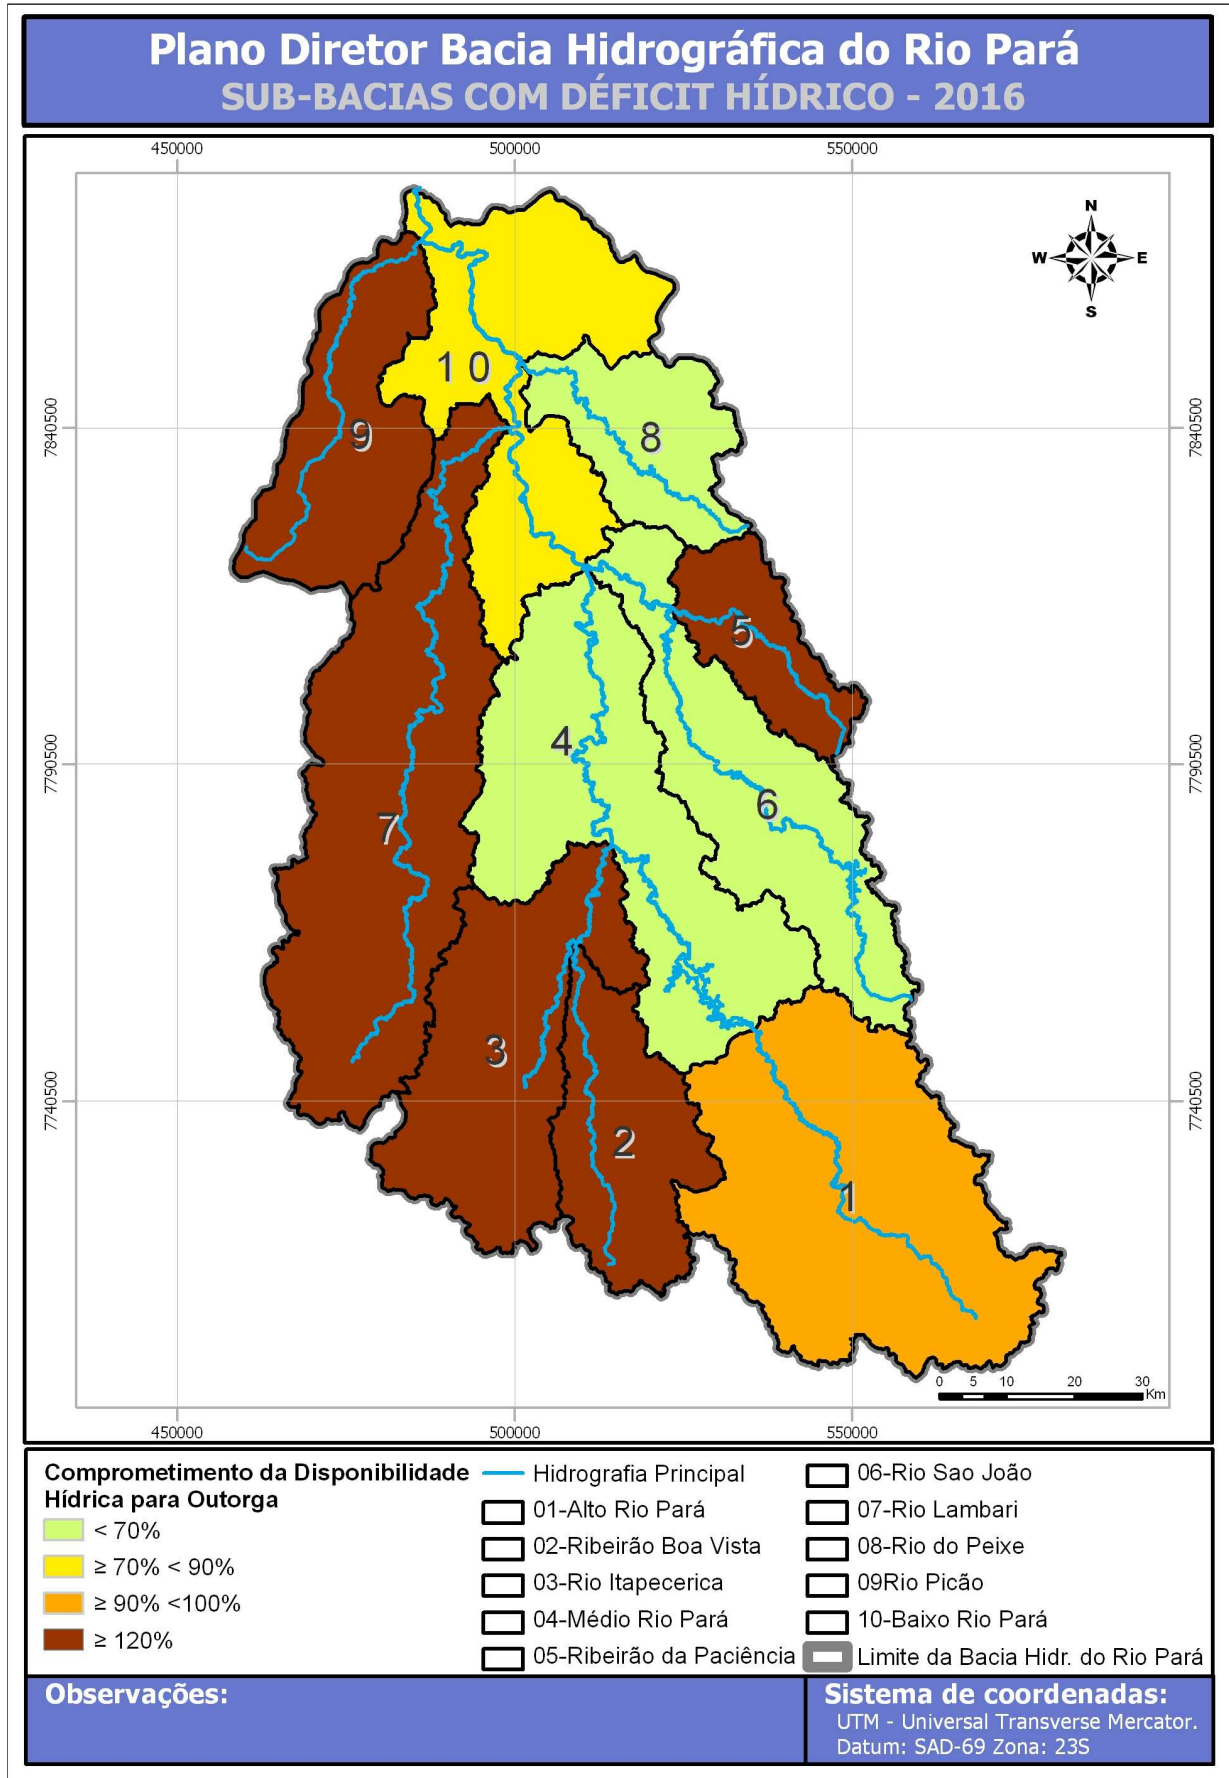 Plano Diretor Bacia Hidrográfica do Rio Pará
SUB-BACIAS COM DÉFICIT HÍDRICO - 2016
450000 500000 550000
N
W E
S
10
7840500 9 8 7840500
5
4
7790500 7790500
6
7
3
7740500 7740500
2
1
0 5 10 20 30
Km
450000 500000 550000
Comprometimento da Disponibilidade
Hídrica para Outorga
< 70%
≥ 70% < 90%
≥ 90% <100%
≥ 120%
Hidrografia Principal
01-Alto Rio Pará
02-Ribeirão Boa Vista
03-Rio Itapecerica
04-Médio Rio Pará
05-Ribeirão da Paciência
06-Rio Sao João
07-Rio Lambari
08-Rio do Peixe
09Rio Picão
10-Baixo Rio Pará
Limite da Bacia Hidr. do Rio Pará
Observações:
Sistema de coordenadas:
UTM - Universal Transverse Mercator.
Datum: SAD-69 Zona: 23S